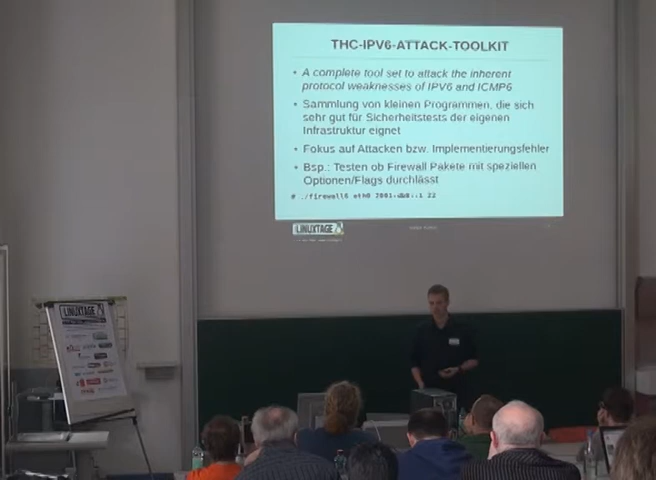 THC-IPV6-ATTACK-TOOLKIT
A complete tool set to attack the inherent
protocol weaknesses of IPV6 and ICMP6
Sammlung von kleinen Programmen, die sich
sehr gut für Sicherheitstests der eigenen
Infrastruktur eignet
Fokus auf Attacken bzw. Implementierungsfehler
Bsp.: Testen ob Firewall Pakete mit speziellen
Optionen/Flags durchlässt
# ./firewall6 eth0 2001:db8::1 22
LINUXTAGE
LINUXTAGE